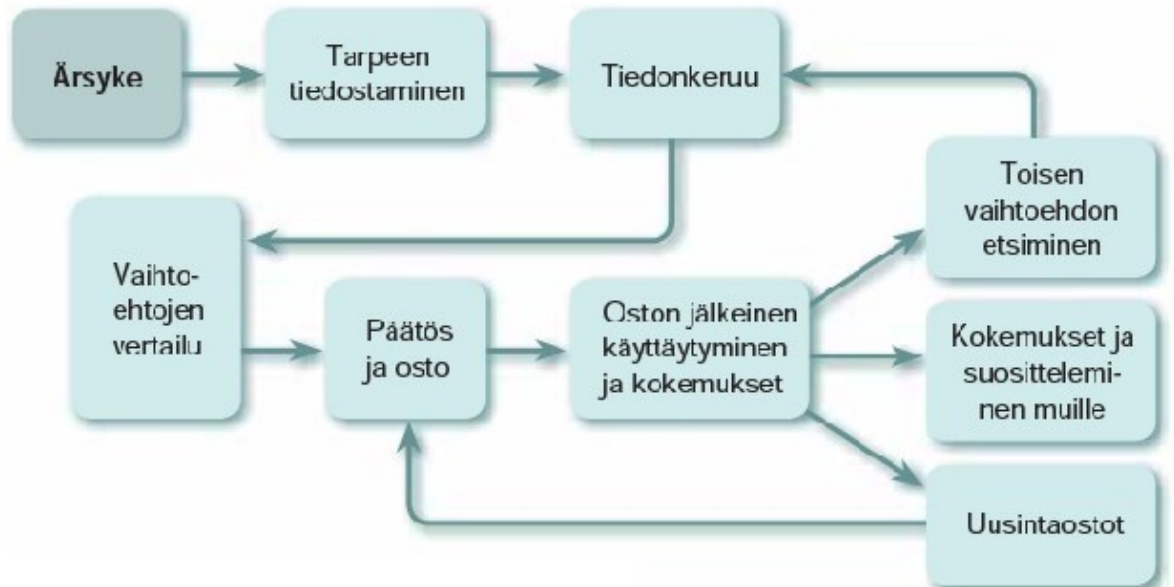 Ärsyke
Tarpeen
tiedostaminen
Tiedonkeruu
Toisen
vaihtoehdon
etsiminen
Vaihto-
ehtojen
vertailu
Päätös
ja osto
Oston jälkeinen
käyttäytyminen
ja kokemukset
Kokemukset ja
suosittelemi-
nen muille
Uusintaostot